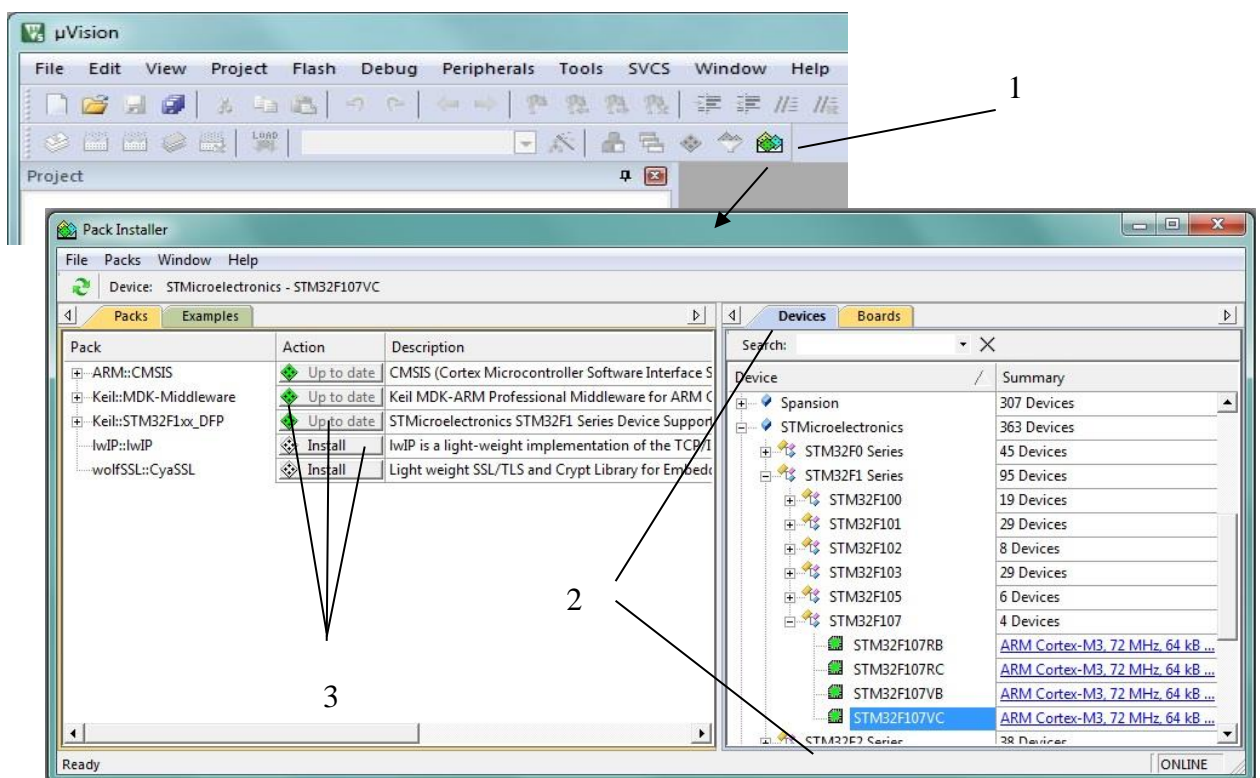 µVision
File Edit View Project Flash Debug Peripherals Tools SVCS Window Help
1
LOAD
Project
Pack Installer
File Packs Window Help
Device: STMicroelectronics - STM32F107VC
Packs Examples
Pack Action Description
ARM::CMSIS Up to date CMSIS (Cortex Microcontroller Software Interface S
Keil::MDK-Middleware Up to date Keil MDK-ARM Professional Middleware for ARM C
Keil::STM32F1xx_DFP Up to date STMicroelectronics STM32F1 Series Device Support
lwIP::lwIP Install lwIP is a light-weight implementation of the TCP/I
wolfSSL::CyaSSL Install Light weight SSL/TLS and Crypt Library for Embedd
3
Devices Boards
Search:
Device Summary
Spansion 307 Devices
STMicroelectronics 363 Devices
STM32F0 Series 45 Devices
STM32F1 Series 95 Devices
STM32F100 19 Devices
STM32F101 29 Devices
STM32F102 8 Devices
STM32F103 29 Devices
STM32F105 6 Devices
STM32F107 4 Devices
STM32F107RB ARM Cortex-M3, 72 MHz, 64 kB ...
STM32F107RC ARM Cortex-M3, 72 MHz, 64 kB ...
STM32F107VB ARM Cortex-M3, 72 MHz, 64 kB ...
STM32F107VC ARM Cortex-M3, 72 MHz, 64 kB ...
STM32F2 Series 38 Devices
2
Ready ONLINE